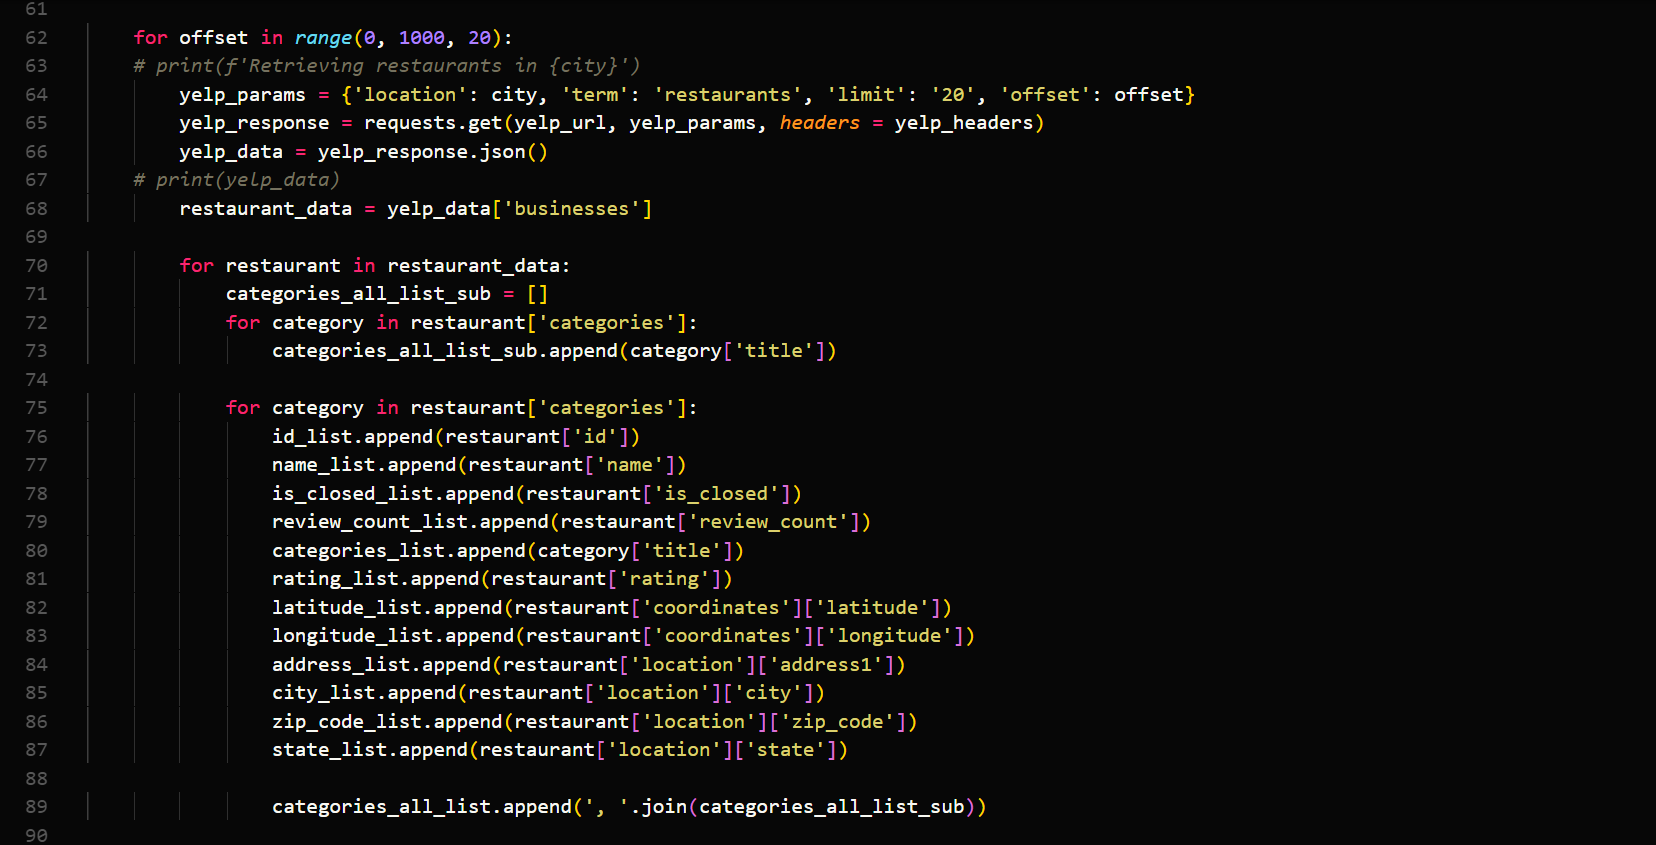 61
62 for offset in range(0, 1000, 20):
63 # print(f'Retrieving restaurants in {city}')
64 yelp_params = {'location': city, 'term': 'restaurants', 'limit': '20', 'offset': offset}
65 yelp_response = requests.get(yelp_url, yelp_params, headers = yelp_headers)
66 yelp_data = yelp_response.json()
67 # print(yelp_data)
68 restaurant_data = yelp_data['businesses']
69
70 for restaurant in restaurant_data:
71 categories_all_list_sub = []
72 for category in restaurant['categories']:
73 categories_all_list_sub.append(category['title'])
74
75 for category in restaurant['categories']:
76 id_list.append(restaurant['id'])
77 name_list.append(restaurant['name'])
78 is_closed_list.append(restaurant['is_closed'])
79 review_count_list.append(restaurant['review_count'])
80 categories_list.append(category['title'])
81 rating_list.append(restaurant['rating'])
82 latitude_list.append(restaurant['coordinates']['latitude'])
83 longitude_list.append(restaurant['coordinates']['longitude'])
84 address_list.append(restaurant['location']['address1'])
85 city_list.append(restaurant['location']['city'])
86 zip_code_list.append(restaurant['location']['zip_code'])
87 state_list.append(restaurant['location']['state'])
88
89 categories_all_list.append(', '.join(categories_all_list_sub))
90